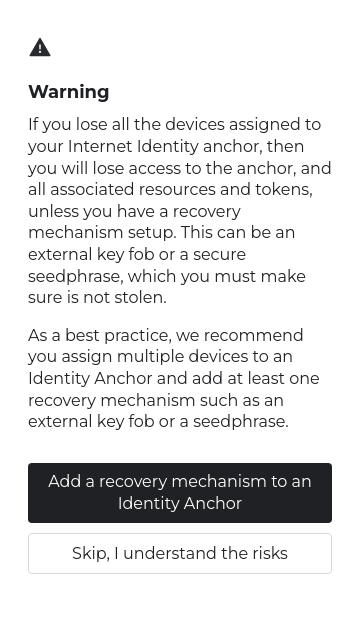 Warning
If you lose all the devices assigned to
your Internet Identity anchor, then
you will lose access to the anchor, and
all associated resources and tokens,
unless you have a recovery
mechanism setup. This can be an
external key fob or a secure
seedphrase, which you must make
sure is not stolen.
As a best practice, we recommend
you assign multiple devices to an
Identity Anchor and add at least one
recovery mechanism such as an
external key fob or a seedphrase.
Add a recovery mechanism to an
Identity Anchor
Skip, I understand the risks